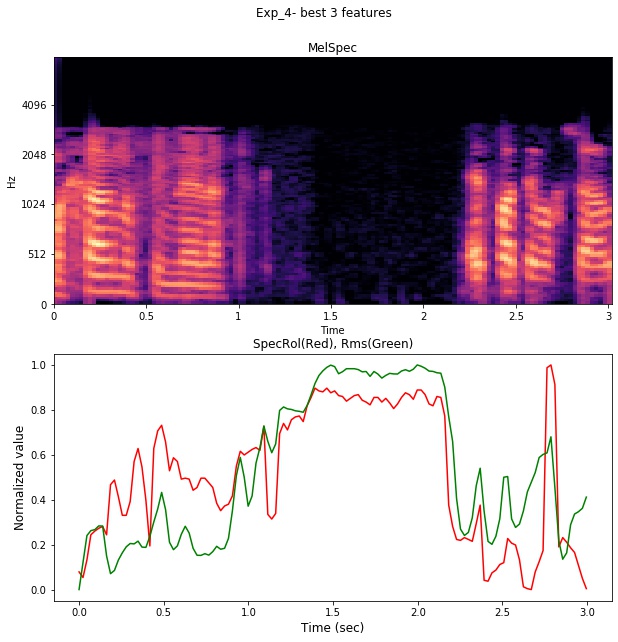 Exp_4- best 3 features
MelSpec
4096
2048
1024
512
0
Hz
0 0.5 1 1.5 2 2.5 3
Time
SpecRol(Red), Rms(Green)
1.0
0.8
0.6
0.4
0.2
0.0
Normalized value
0.0 0.5 1.0 1.5 2.0 2.5 3.0
Time (sec)